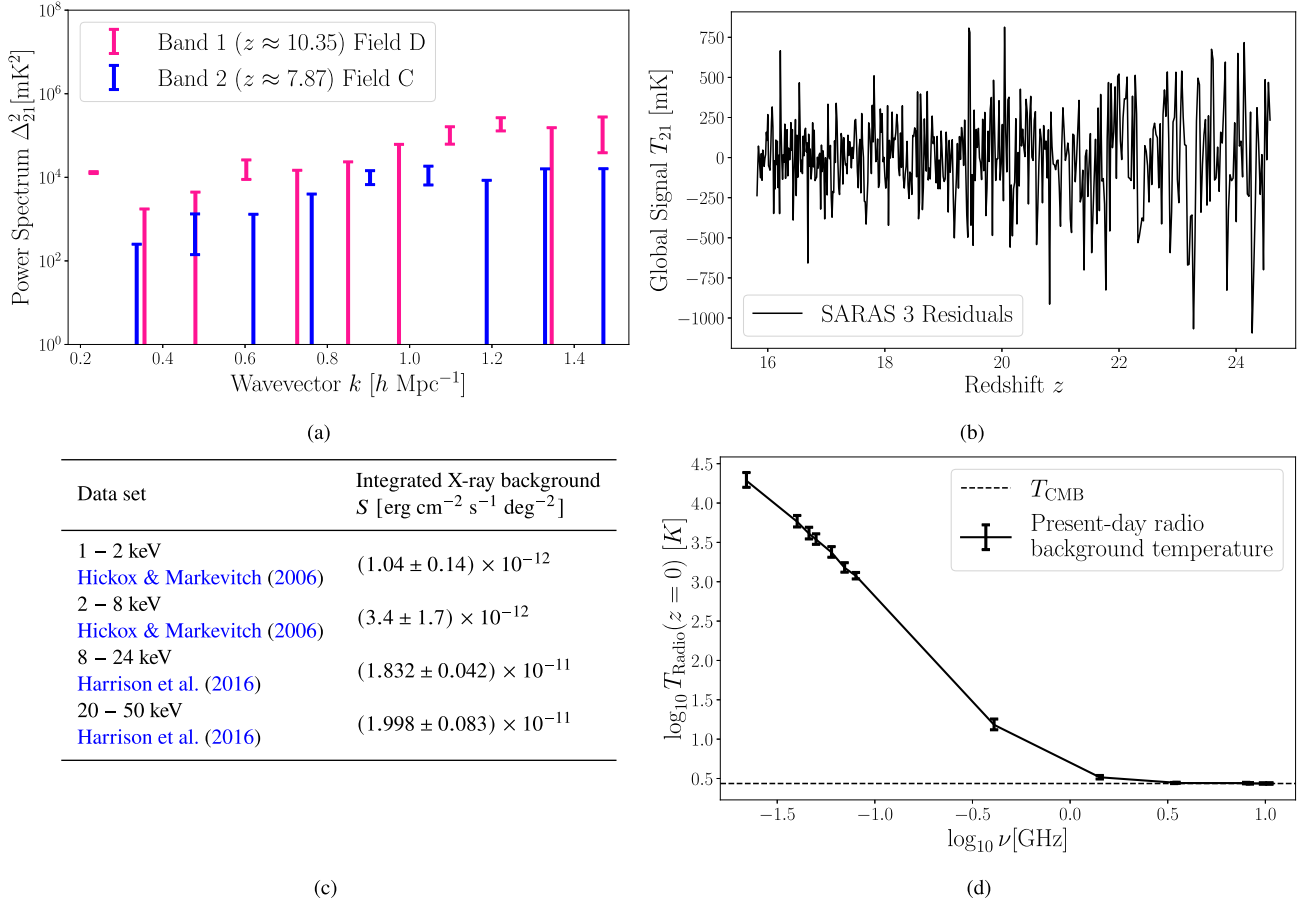 10^8
10^6
10^4
10^2
10^0
Power Spectrum Δ²₂₁[mK²]
Band 1 (z ≈ 10.35) Field D
Band 2 (z ≈ 7.87) Field C
0.2 0.4 0.6 0.8 1.0 1.2 1.4
Wavevector k [h Mpc⁻¹]
(a)
750
500
250
0
−250
−500
−750
−1000
Global Signal T₂₁ [mK]
SARAS 3 Residuals
16 18 20 22 24
Redshift z
(b)
Data set
Integrated X-ray background
S [erg cm⁻² s⁻¹ deg⁻²]
1 – 2 keV
Hickox & Markevitch (2006)
(1.04 ± 0.14) × 10⁻¹²
2 – 8 keV
Hickox & Markevitch (2006)
(3.4 ± 1.7) × 10⁻¹²
8 – 24 keV
Harrison et al. (2016)
(1.832 ± 0.042) × 10⁻¹¹
20 – 50 keV
Harrison et al. (2016)
(1.998 ± 0.083) × 10⁻¹¹
(c)
4.5
4.0
3.5
3.0
2.5
2.0
1.5
1.0
0.5
log₁₀ T_Radio(z = 0) [K]
T_CMB
Present-day radio
background temperature
−1.5 −1.0 −0.5 0.0 0.5 1.0
log₁₀ ν[GHz]
(d)